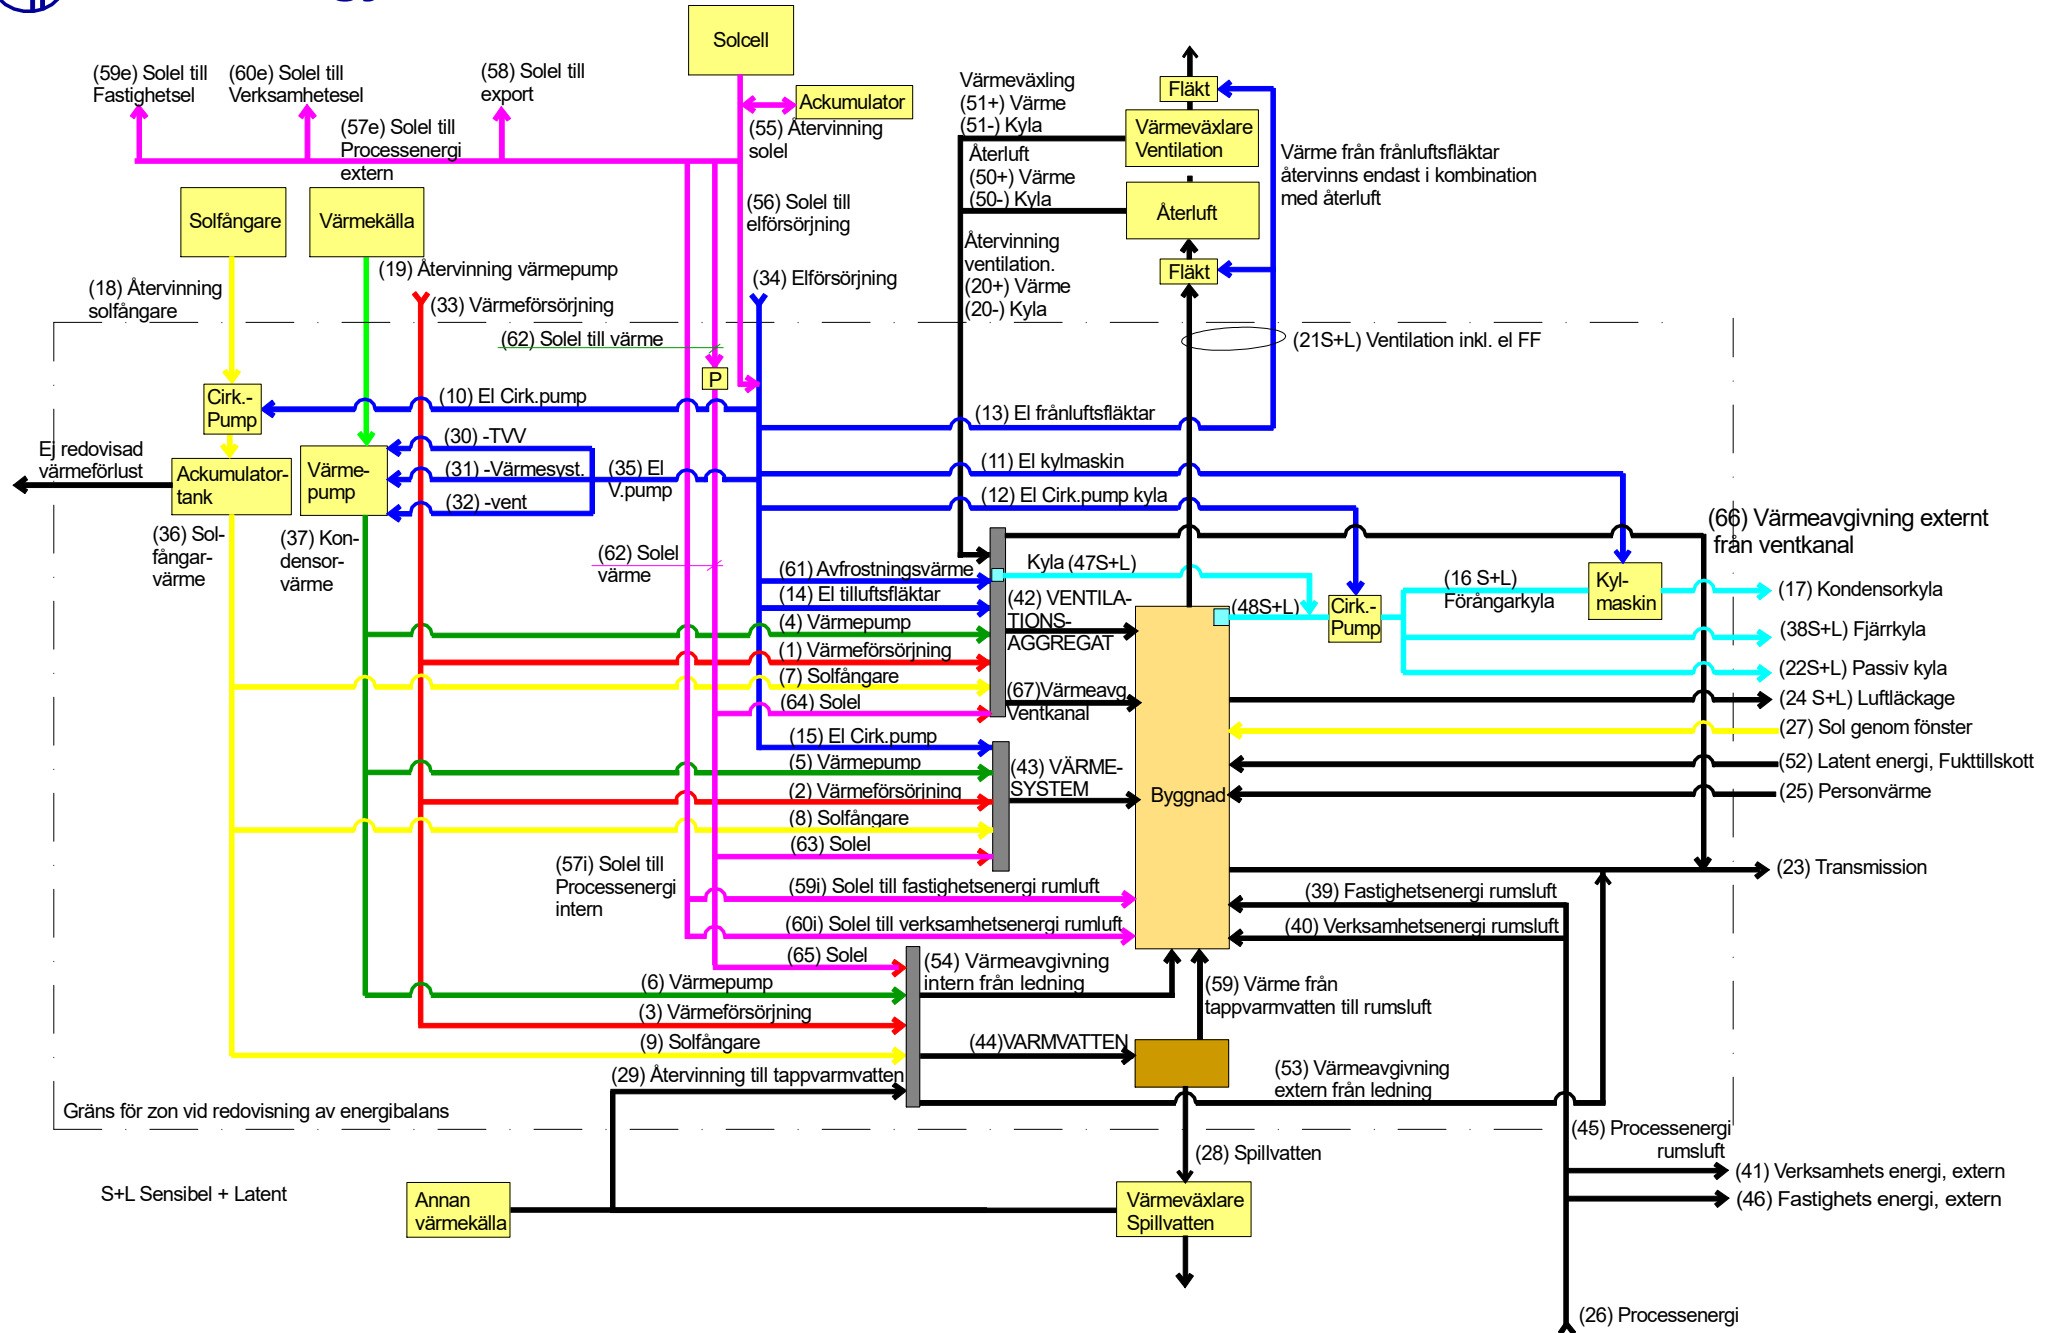 Solcell
(59e) Solel till
Fastighetsel
(60e) Solel till
Verksamhetesel
(58) Solel till
export
(57e) Solel till
Processenergi
extern
Ackumulator
(55) Återvinning
solel
Värmeväxling
(51+) Värme
(51-) Kyla
Återluft
(50+) Värme
(50-) Kyla
Fläkt
Värmeväxlare
Ventilation
Värme från frånluftsfläktar
återvinns endast i kombination
med återluft
Solfångare
Värmekälla
(56) Solel till
elförsörjning
Återluft
Återvinning
ventilation.
(20+) Värme
(20-) Kyla
Fläkt
(18) Återvinning
solfångare
(19) Återvinning värmepump
(33) Värmeförsörjning
(34) Elförsörjning
(62) Solel till värme
(21S+L) Ventilation inkl. el FF
P
Cirk.-
Pump
(10) El Cirk.pump
(13) El frånluftsfläktar
Ej redovisad
värmeförlust
Ackumulator-
tank
Värme-
pump
(30) -TVV
(31) -Värmesyst.
(32) -vent
(35) El
V.pump
(11) El kylmaskin
(12) El Cirk.pump kyla
(66) Värmeavgivning externt
från ventkanal
(36) Sol-
fångar-
värme
(37) Kon-
densor-
värme
(62) Solel
värme
(61) Avfrostningsvärme
(14) El tilluftsfläktar
(4) Värmepump
(1) Värmeförsörjning
(7) Solfångare
(64) Solel
Kyla (47S+L)
(42) VENTILA-
TIONS-
AGGREGAT
(67)Värmeavg
Ventkanal
(48S+L)
Cirk.-
Pump
(16 S+L)
Förångarkyla
Kyl-
maskin
(17) Kondensorkyla
(38S+L) Fjärrkyla
(22S+L) Passiv kyla
(24 S+L) Luftläckage
(27) Sol genom fönster
(52) Latent energi, Fukttillskott
(25) Personvärme
(15) El Cirk.pump
(5) Värmepump
(2) Värmeförsörjning
(8) Solfångare
(63) Solel
(43) VÄRME-
SYSTEM
Byggnad
(57i) Solel till
Processenergi
intern
(59i) Solel till fastighetsenergi rumluft
(60i) Solel till verksamhetsenergi rumluft
(23) Transmission
(39) Fastighetsenergi rumsluft
(40) Verksamhetsenergi rumsluft
(65) Solel
(6) Värmepump
(3) Värmeförsörjning
(9) Solfångare
(29) Återvinning till tappvarmvatten
(54) Värmeavgivning
intern från ledning
(44)VARMVATTEN
(59) Värme från
tappvarmvatten till rumsluft
(53) Värmeavgivning
extern från ledning
Gräns för zon vid redovisning av energibalans
(45) Processenergi
rumsluft
(28) Spillvatten
(41) Verksamhets energi, extern
(46) Fastighets energi, extern
S+L Sensibel + Latent
Annan
värmekälla
Värmeväxlare
Spillvatten
(26) Processenergi